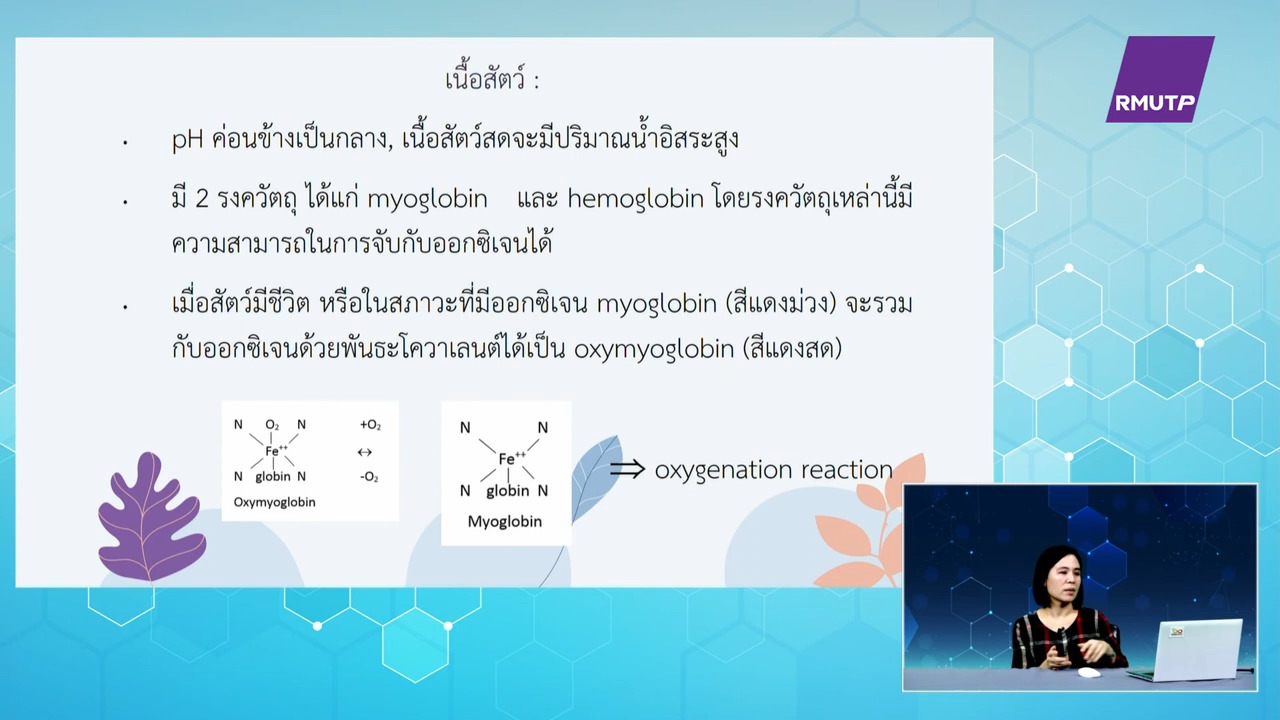 RMUTP
เนื้อสัตว์ :
• pH ค่อนข้างเป็นกลาง, เนื้อสัตว์สดจะมีปริมาณน้ำอิสระสูง
• มี 2 รงควัตถุ ได้แก่ myoglobin และ hemoglobin โดยรงควัตถุเหล่านี้มี
ความสามารถในการจับกับออกซิเจนได้
• เมื่อสัตว์มีชีวิต หรือในสภาวะที่มีออกซิเจน myoglobin (สีแดงม่วง) จะรวม
กับออกซิเจนด้วยพันธะโควาเลนต์ได้เป็น oxymyoglobin (สีแดงสด)
N O₂ N +O₂
Fe⁺⁺ ↔
N globin N -O₂
Oxymyoglobin
N N
Fe⁺⁺
N globin N
Myoglobin
⇒ oxygenation reaction